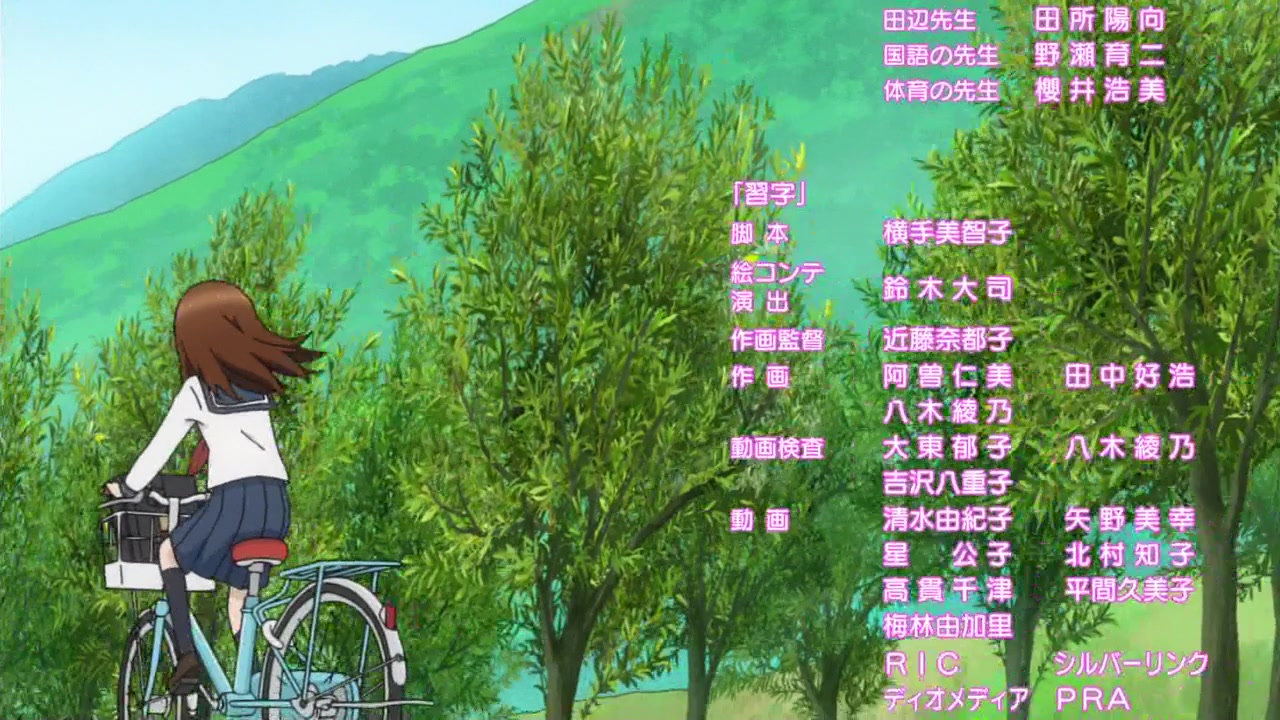 田辺先生 田所陽向
国語の先生 野瀬育二
体育の先生 櫻井浩美
「習字」
脚本 横手美智子
絵コンテ
演出 鈴木大司
作画監督 近藤奈都子
作画 阿曽仁美 田中好浩
八木綾乃
動画検査 大東郁子 八木綾乃
吉沢八重子
動画 清水由紀子 矢野美幸
星 公子 北村知子
高貫千津 平間久美子
梅林由加里
RIC シルバーリンク
ディオメディア PRA